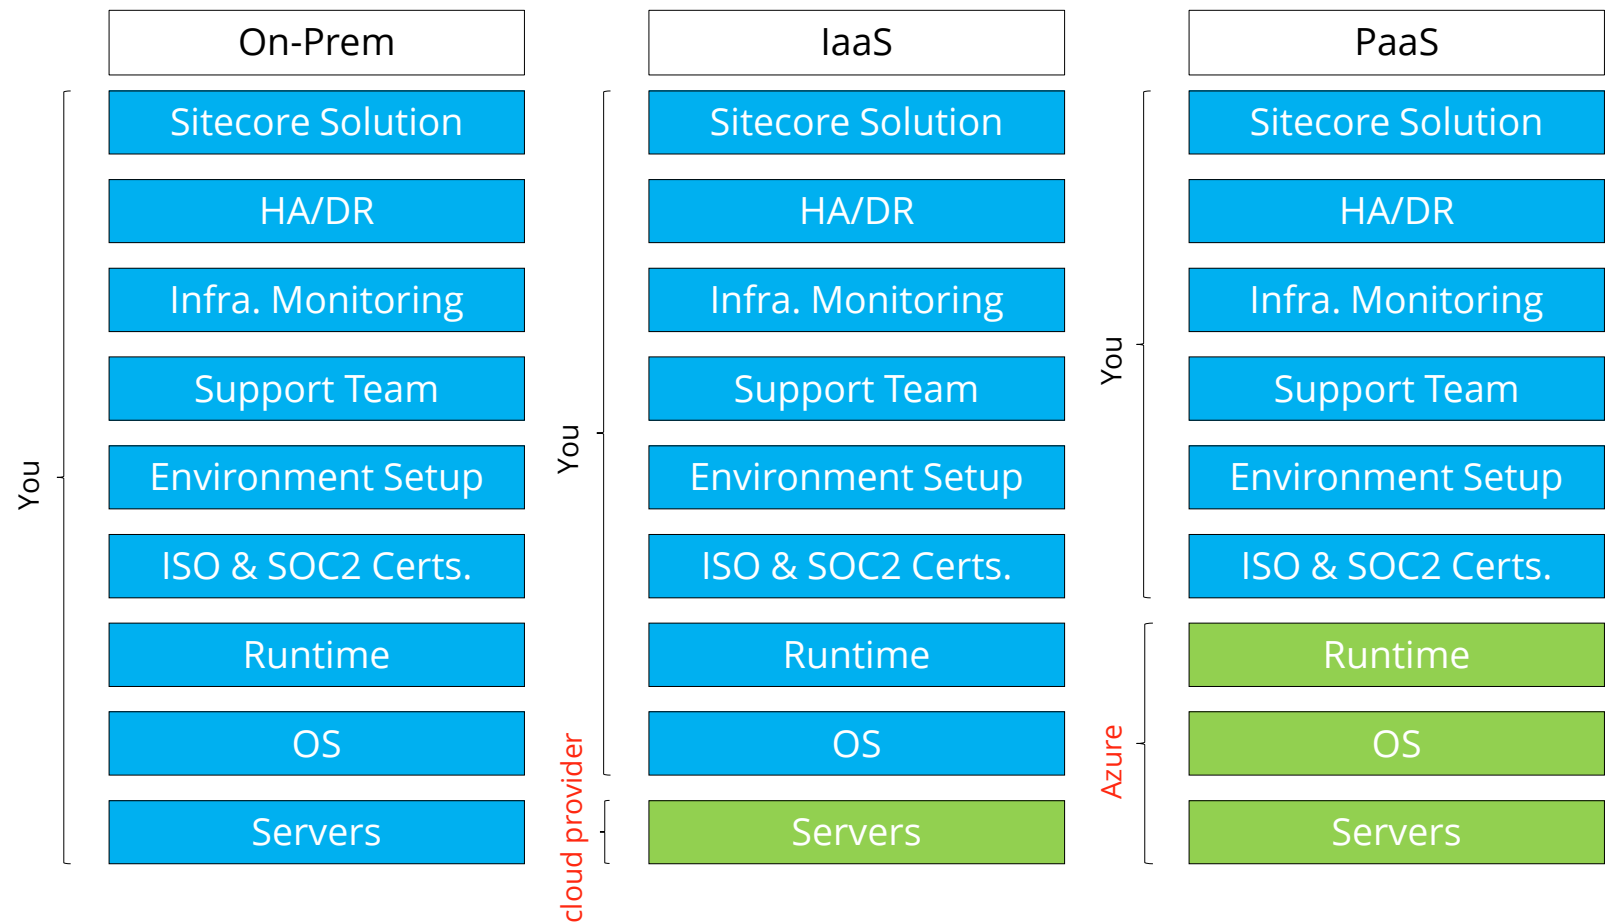 On-Prem
IaaS
PaaS
You
Sitecore Solution
HA/DR
Infra. Monitoring
Support Team
Environment Setup
ISO & SOC2 Certs.
Runtime
OS
Servers
You
cloud provider
Sitecore Solution
HA/DR
Infra. Monitoring
Support Team
Environment Setup
ISO & SOC2 Certs.
Runtime
OS
Servers
You
Azure
Sitecore Solution
HA/DR
Infra. Monitoring
Support Team
Environment Setup
ISO & SOC2 Certs.
Runtime
OS
Servers